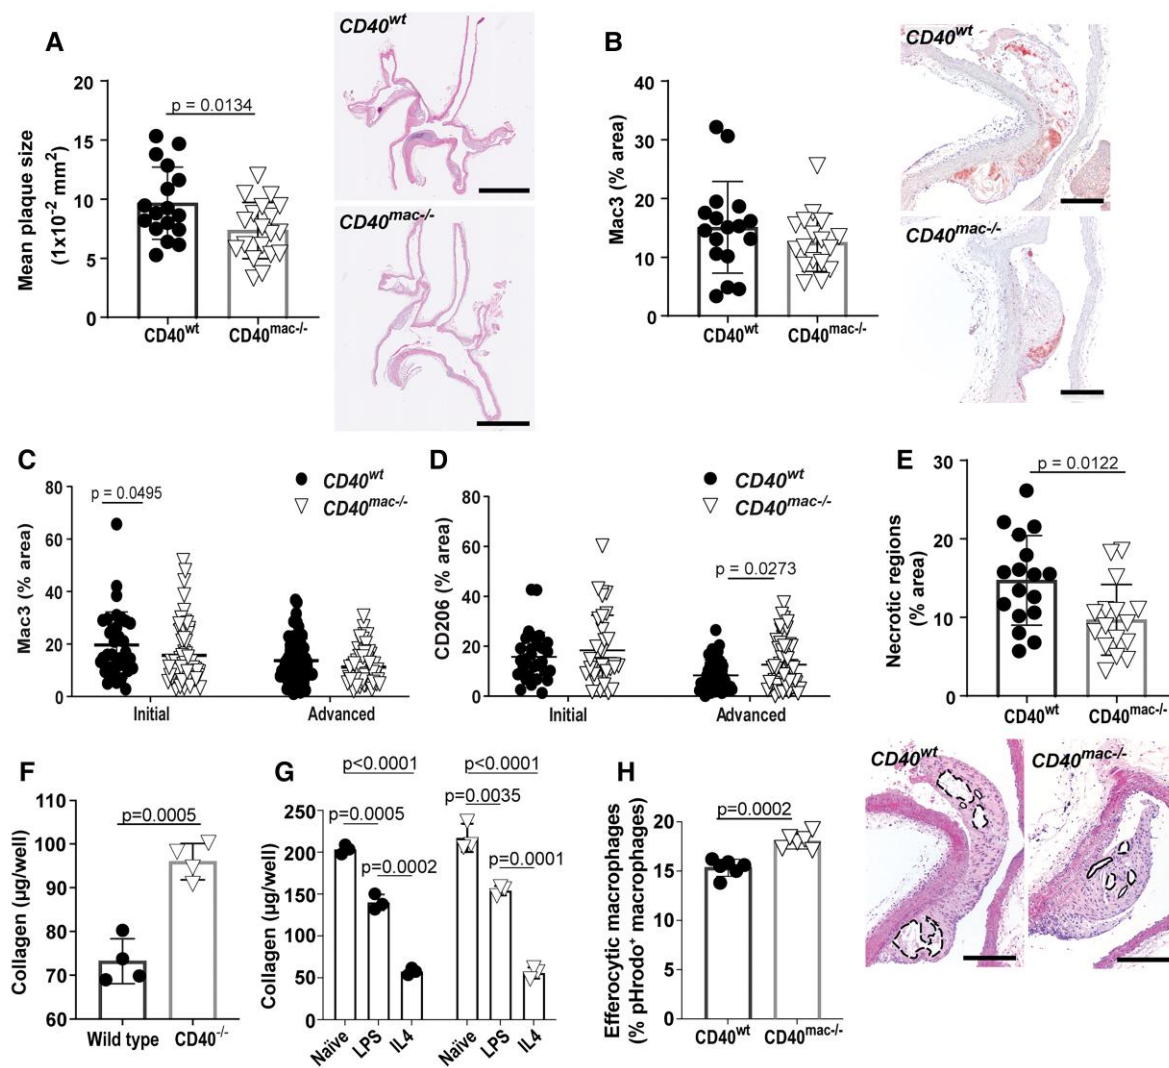 A
CD40wt
p = 0.0134
Mean plaque size
(1x10-2 mm2)
20
15
10
5
0
CD40wt
CD40mac-/-
CD40mac-/-
B
CD40wt
Mac3 (% area)
40
30
20
10
0
CD40wt
CD40mac-/-
CD40mac-/-
C
CD40wt
CD40mac-/-
p = 0.0495
Mac3 (% area)
80
60
40
20
0
Initial
Advanced
D
CD40wt
CD40mac-/-
p = 0.0273
CD206 (% area)
80
60
40
20
0
Initial
Advanced
E
p = 0.0122
Necrotic regions
(% area)
30
20
10
0
CD40wt
CD40mac-/-
CD40wt
CD40mac-/-
F
p=0.0005
Collagen (µg/well)
110
100
90
80
70
60
Wild type
CD40-/-
G
p<0.0001
p<0.0001
p=0.0005
p=0.0035
p=0.0002
p=0.0001
Collagen (µg/well)
250
200
150
100
50
0
Naïve
LPS
IL4
Naïve
LPS
IL4
H
p=0.0002
Efferocytic macrophages
(% pHrodo+ macrophages)
20
15
10
5
0
CD40wt
CD40mac-/-